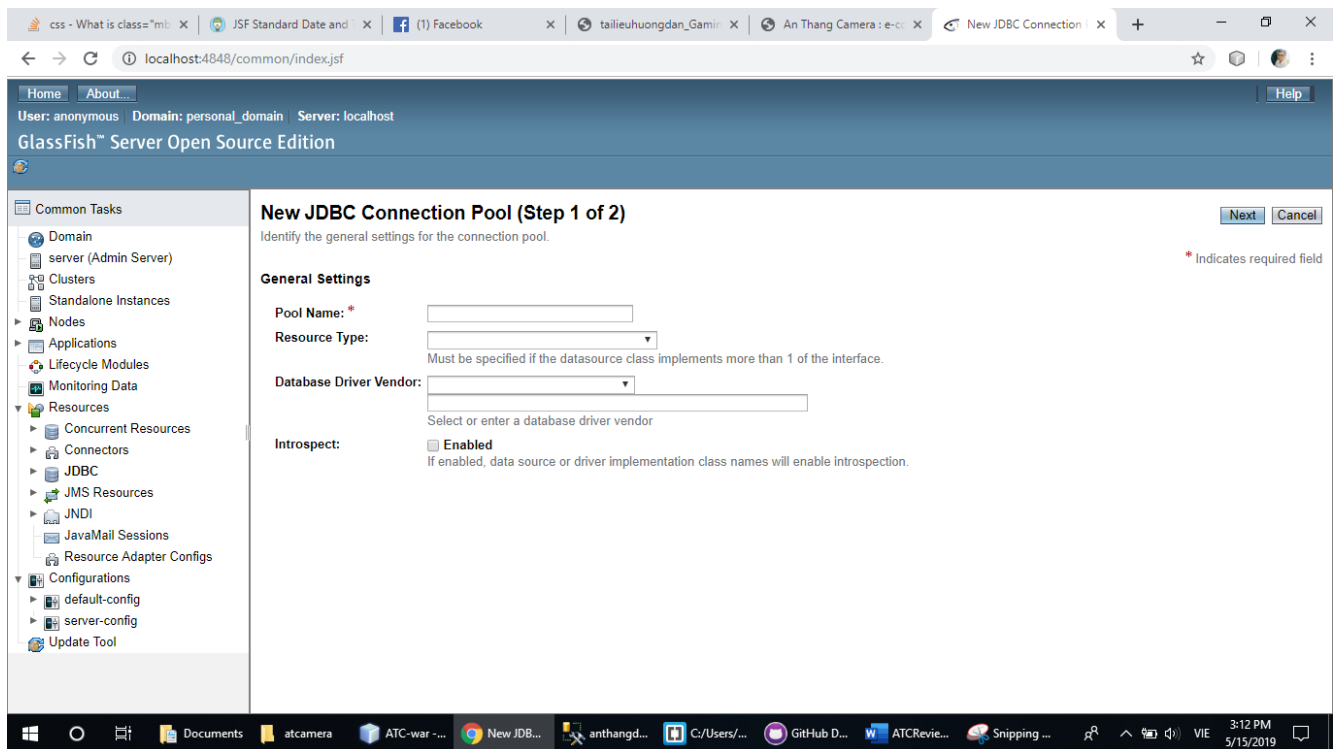 css - What is class="mb
JSF Standard Date and T
(1) Facebook
tailieuhuongdan_Gamin
An Thang Camera : e-co
New JDBC Connection
localhost:4848/common/index.jsf
Home About... Help
User: anonymous Domain: personal_domain Server: localhost
GlassFish™ Server Open Source Edition
Common Tasks
Domain
server (Admin Server)
Clusters
Standalone Instances
Nodes
Applications
Lifecycle Modules
Monitoring Data
Resources
Concurrent Resources
Connectors
JDBC
JMS Resources
JNDI
JavaMail Sessions
Resource Adapter Configs
Configurations
default-config
server-config
Update Tool
New JDBC Connection Pool (Step 1 of 2)
Next Cancel
Identify the general settings for the connection pool.
* Indicates required field
General Settings
Pool Name: *
Resource Type:
Must be specified if the datasource class implements more than 1 of the interface.
Database Driver Vendor:
Select or enter a database driver vendor
Introspect: Enabled
If enabled, data source or driver implementation class names will enable introspection.
Documents
atcamera
ATC-war -...
New JDB...
anthangd...
C:/Users/...
GitHub D...
ATCRevie...
Snipping ...
VIE
3:12 PM
5/15/2019